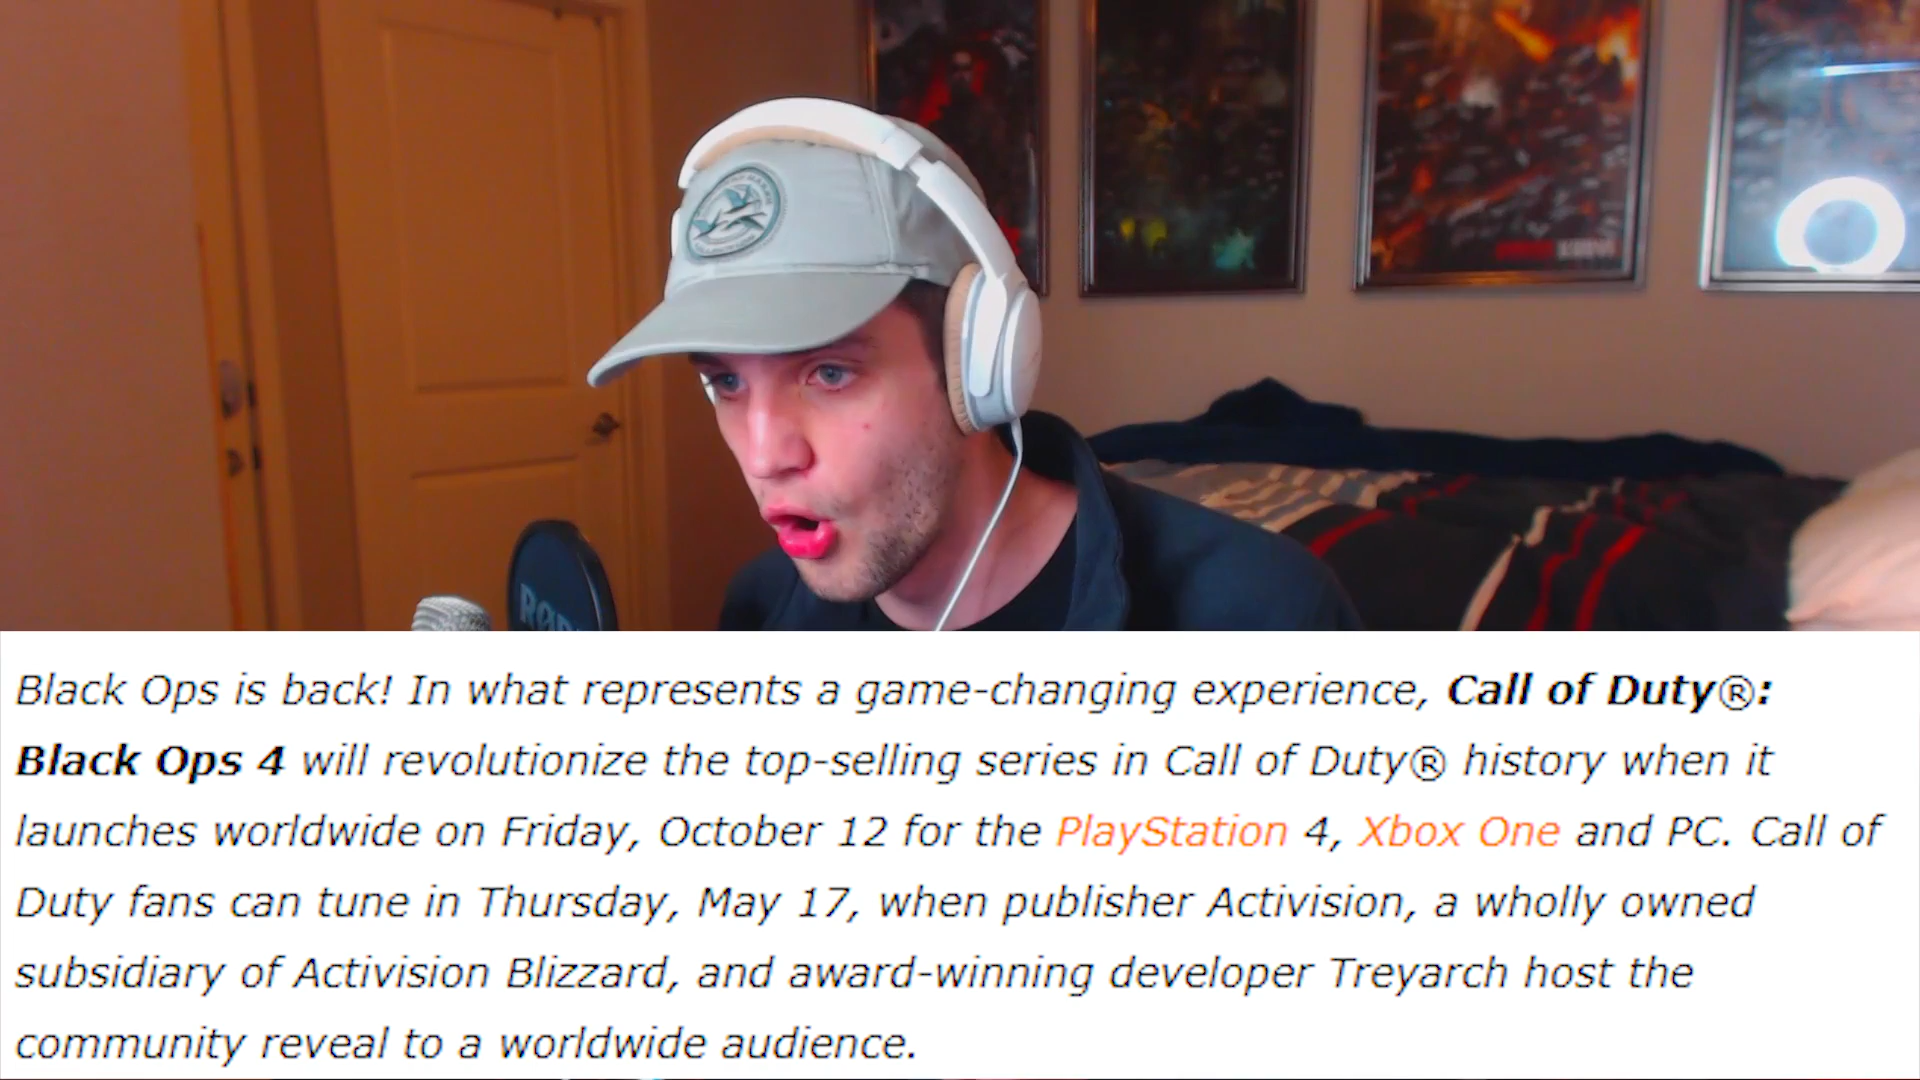 RØDE
Black Ops is back! In what represents a game-changing experience, Call of Duty®:
Black Ops 4 will revolutionize the top-selling series in Call of Duty® history when it
launches worldwide on Friday, October 12 for the PlayStation 4, Xbox One and PC. Call of
Duty fans can tune in Thursday, May 17, when publisher Activision, a wholly owned
subsidiary of Activision Blizzard, and award-winning developer Treyarch host the
community reveal to a worldwide audience.